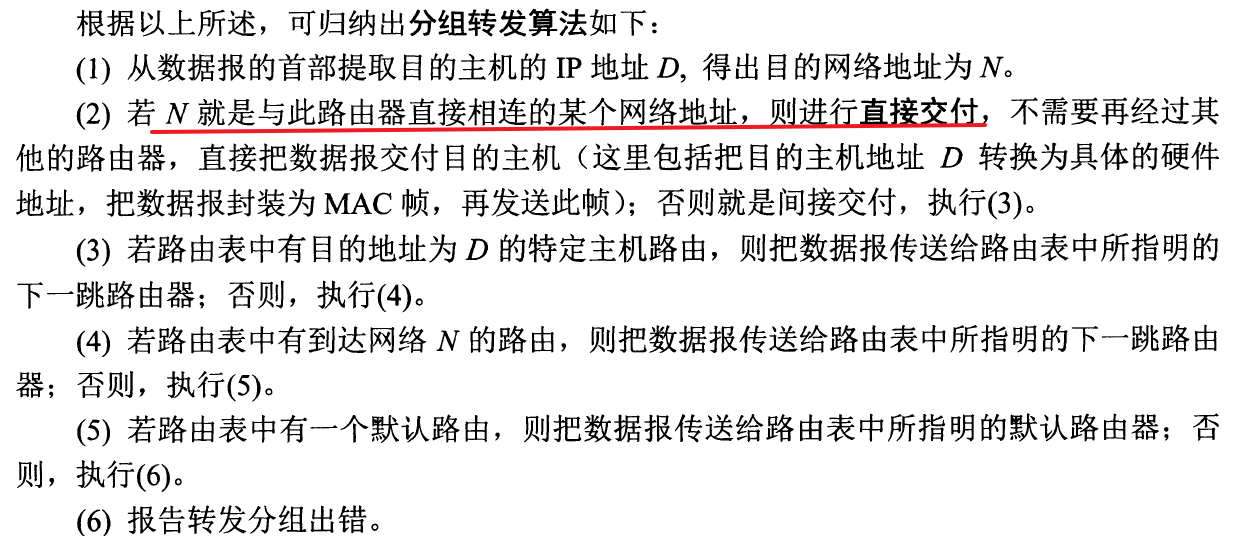 根据以上所述，可归纳出分组转发算法如下：
(1) 从数据报的首部提取目的主机的 IP 地址 D, 得出目的网络地址为 N。
(2) 若 N 就是与此路由器直接相连的某个网络地址，则进行直接交付，不需要再经过其
他的路由器，直接把数据报交付目的主机（这里包括把目的主机地址 D 转换为具体的硬件
地址，把数据报封装为 MAC 帧，再发送此帧）；否则就是间接交付，执行(3)。
(3) 若路由表中有目的地址为 D 的特定主机路由，则把数据报传送给路由表中所指明的
下一跳路由器；否则，执行(4)。
(4) 若路由表中有到达网络 N 的路由，则把数据报传送给路由表中所指明的下一跳路由
器；否则，执行(5)。
(5) 若路由表中有一个默认路由，则把数据报传送给路由表中所指明的默认路由器；否
则，执行(6)。
(6) 报告转发分组出错。